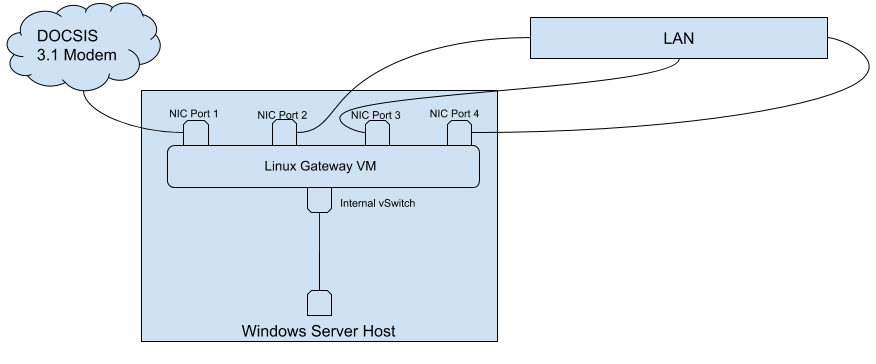 DOCSIS
3.1 Modem
LAN
NIC Port 1
NIC Port 2
NIC Port 3
NIC Port 4
Linux Gateway VM
Internal vSwitch
Windows Server Host